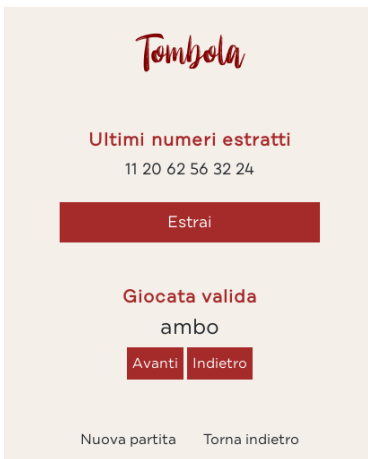 Tombola
Ultimi numeri estratti
11 20 62 56 32 24
Estrai
Giocata valida
ambo
Avanti Indietro
Nuova partita Torna indietro